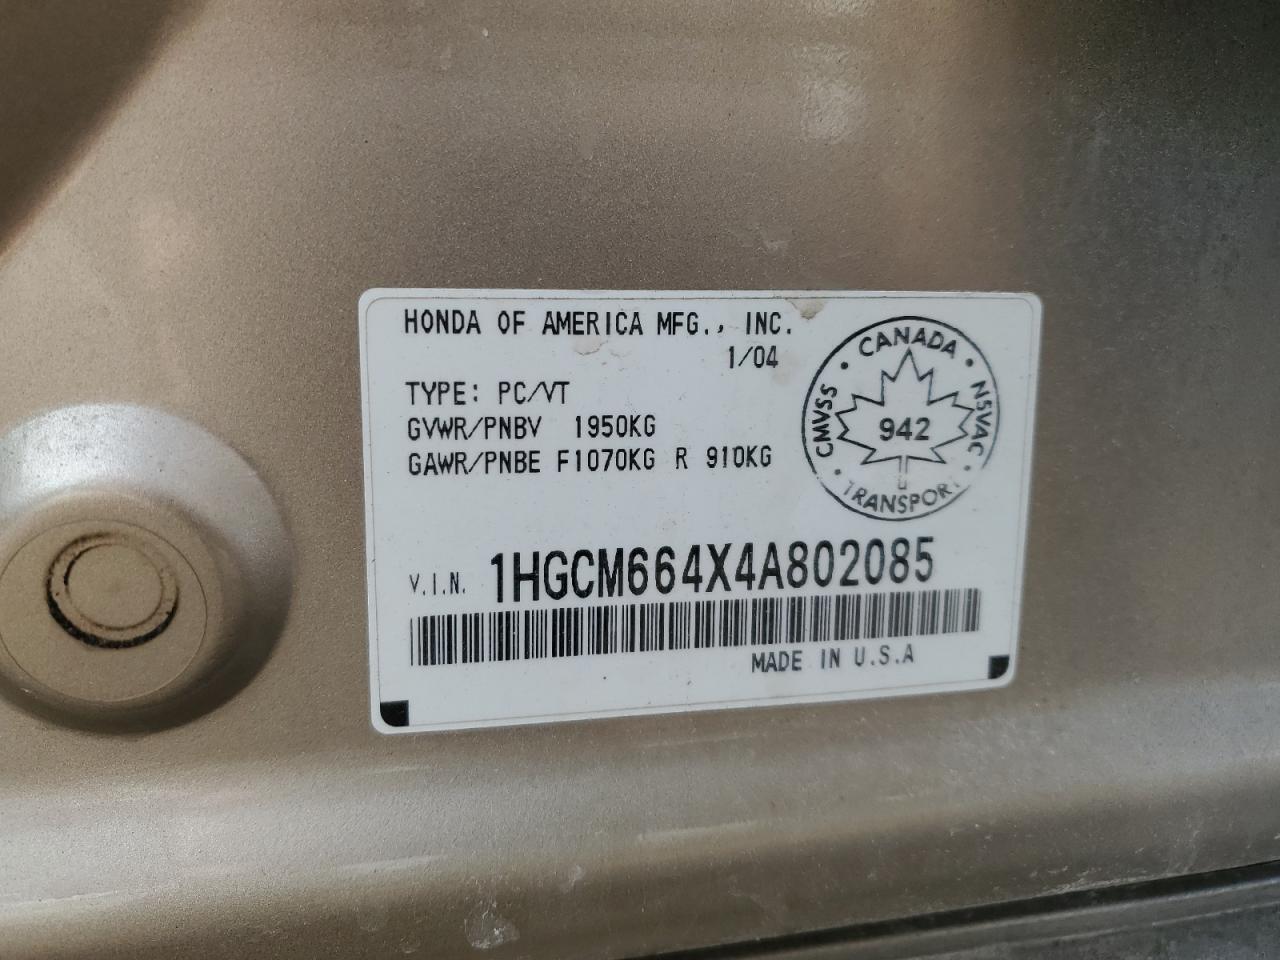 HONDA OF AMERICA MFG., INC.
1/04
TYPE: PC/VT
GVWR/PNBV 1950KG
GAWR/PNBE F1070KG R 910KG
CANADA
CMVSS
NSVAC
942
TRANSPORT
V.I.N. 1HGCM664X4A802085
MADE IN U.S.A